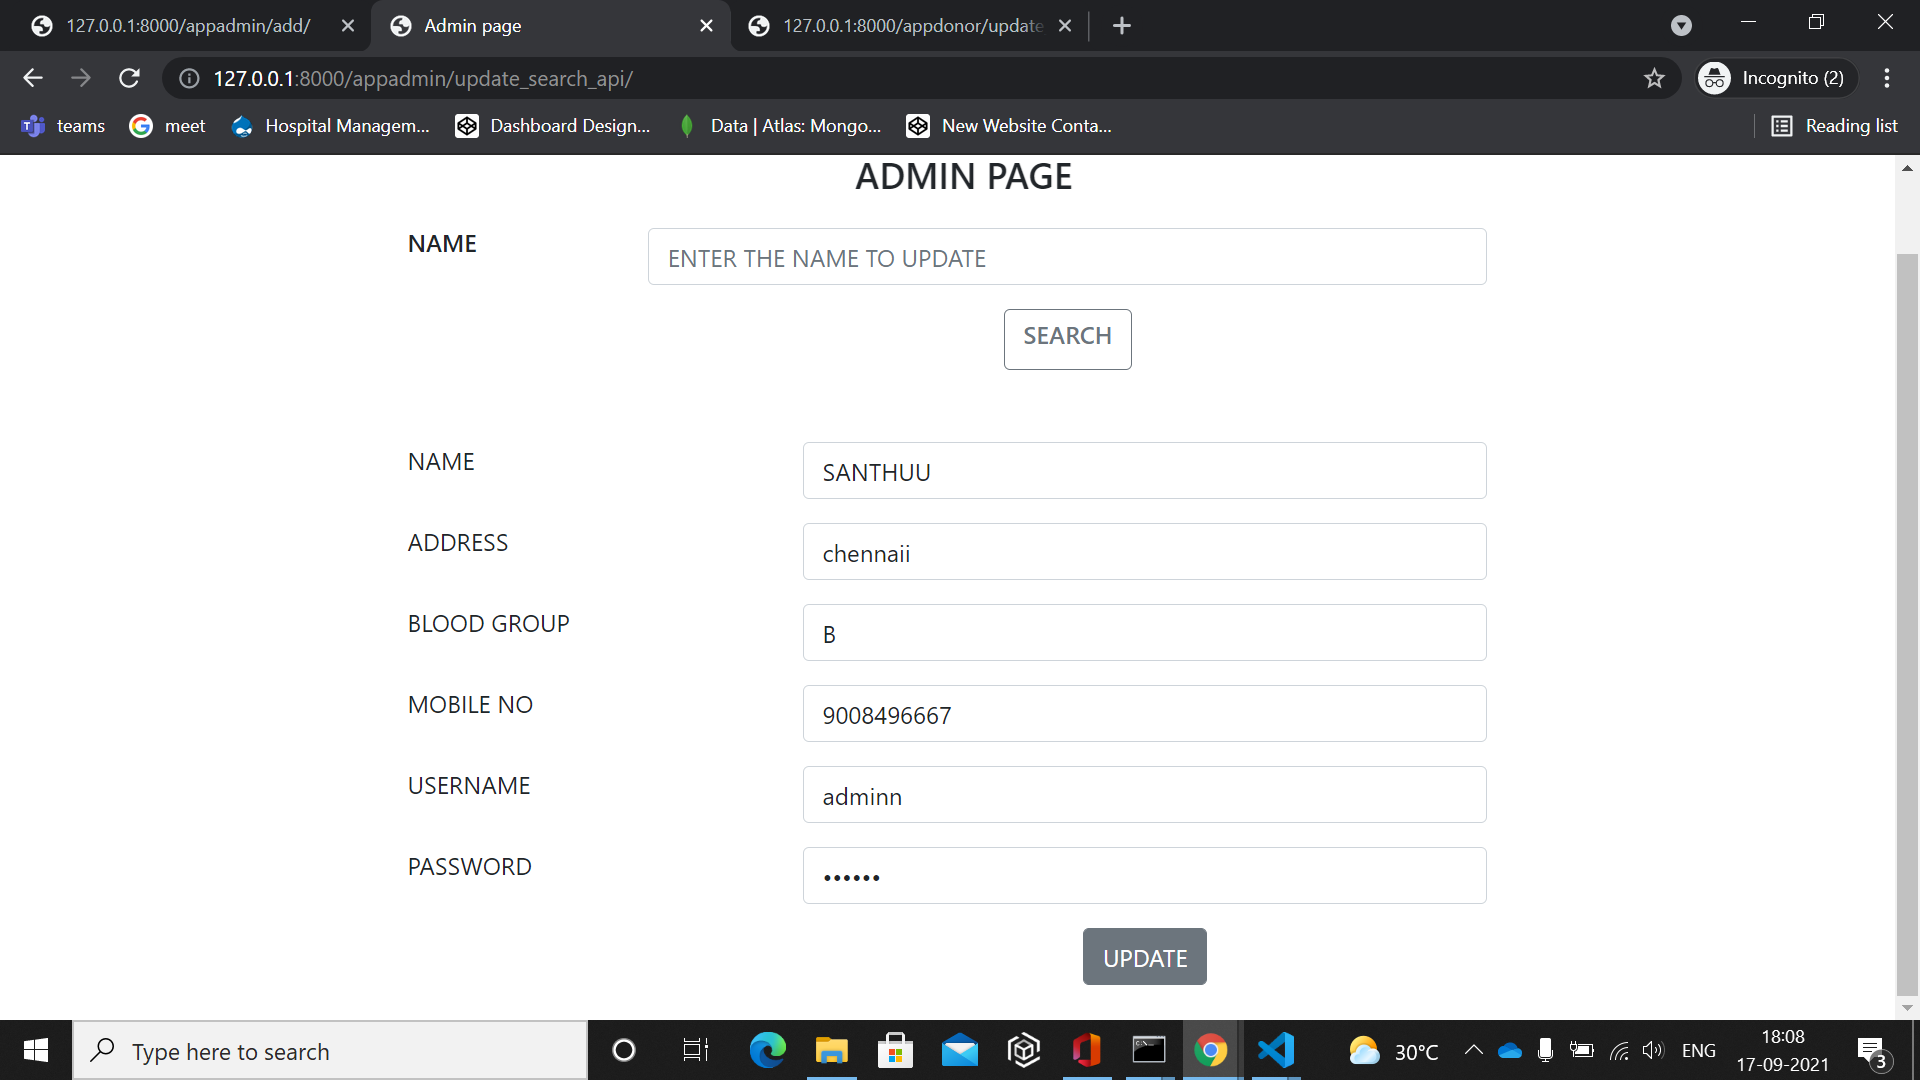 127.0.0.1:8000/appadmin/add/
Admin page
127.0.0.1:8000/appdonor/update
127.0.0.1:8000/appadmin/update_search_api/
Incognito (2)
teams
meet
Hospital Managem...
Dashboard Design...
Data | Atlas: Mongo...
New Website Conta...
Reading list
ADMIN PAGE
NAME
ENTER THE NAME TO UPDATE
SEARCH
NAME
SANTHUU
ADDRESS
chennaii
BLOOD GROUP
B
MOBILE NO
9008496667
USERNAME
adminn
PASSWORD
••••••
UPDATE
Type here to search
30°C
ENG
18:08
17-09-2021
3